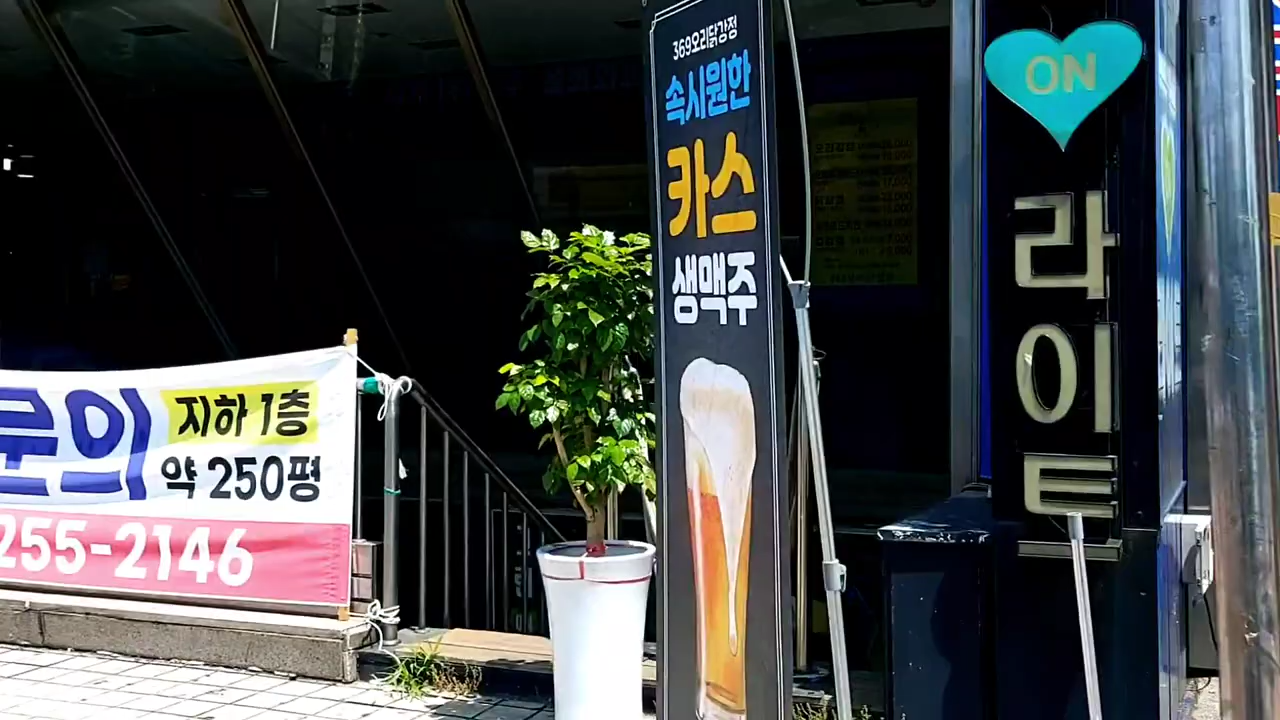 369오리닭강정
속시원한
카스
생맥주
ON
라이트
문의
지하 1층
약 250평
255-2146